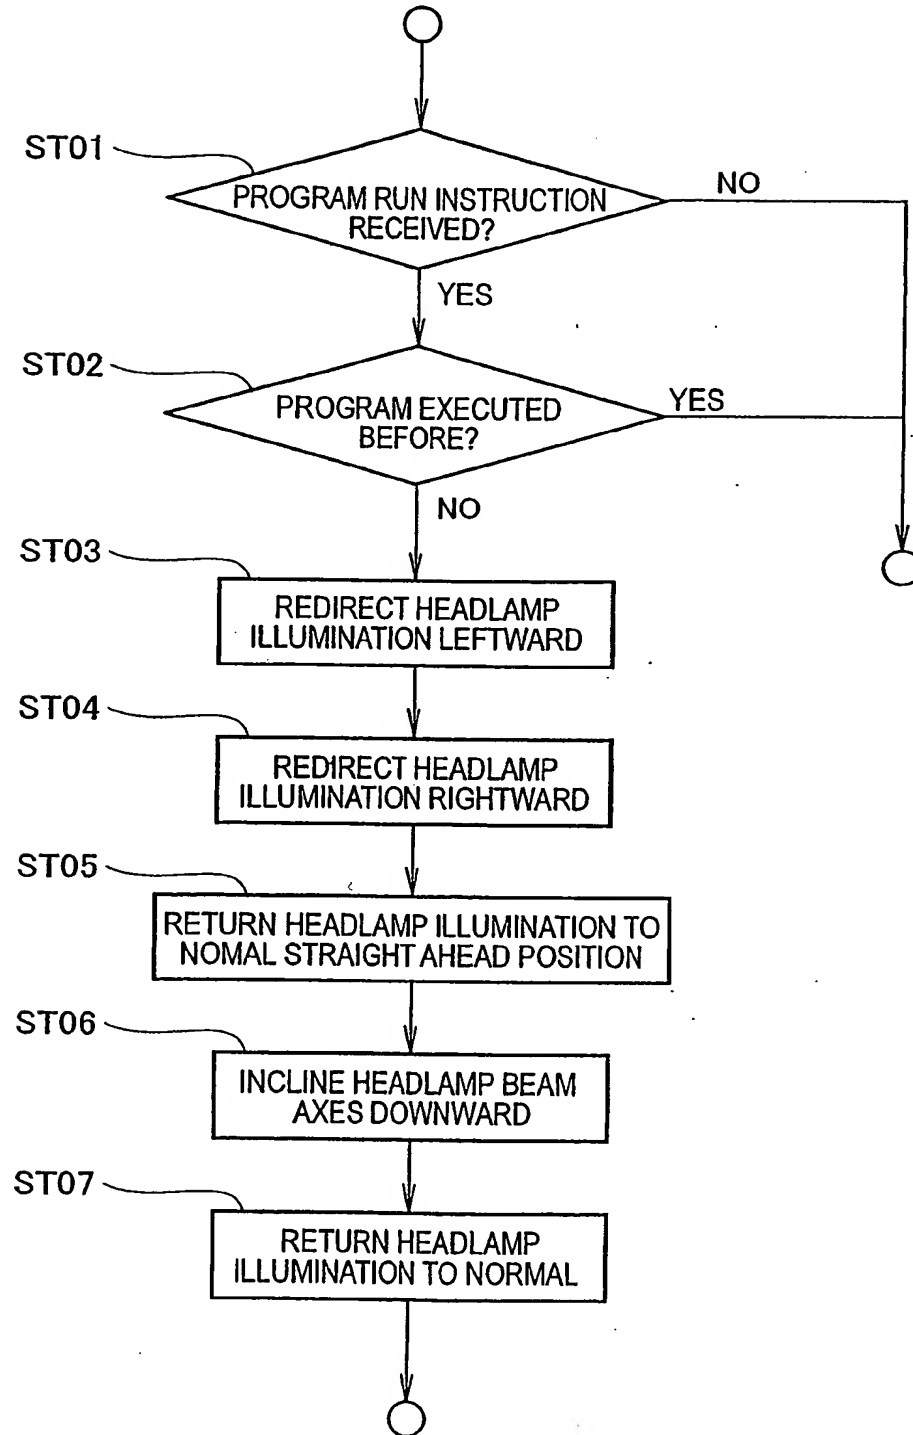 ST01
PROGRAM RUN INSTRUCTION
RECEIVED?
NO
YES
ST02
PROGRAM EXECUTED
BEFORE?
YES
NO
ST03
REDIRECT HEADLAMP
ILLUMINATION LEFTWARD
ST04
REDIRECT HEADLAMP
ILLUMINATION RIGHTWARD
ST05
RETURN HEADLAMP ILLUMINATION TO
NOMAL STRAIGHT AHEAD POSITION
ST06
INCLINE HEADLAMP BEAM
AXES DOWNWARD
ST07
RETURN HEADLAMP
ILLUMINATION TO NORMAL